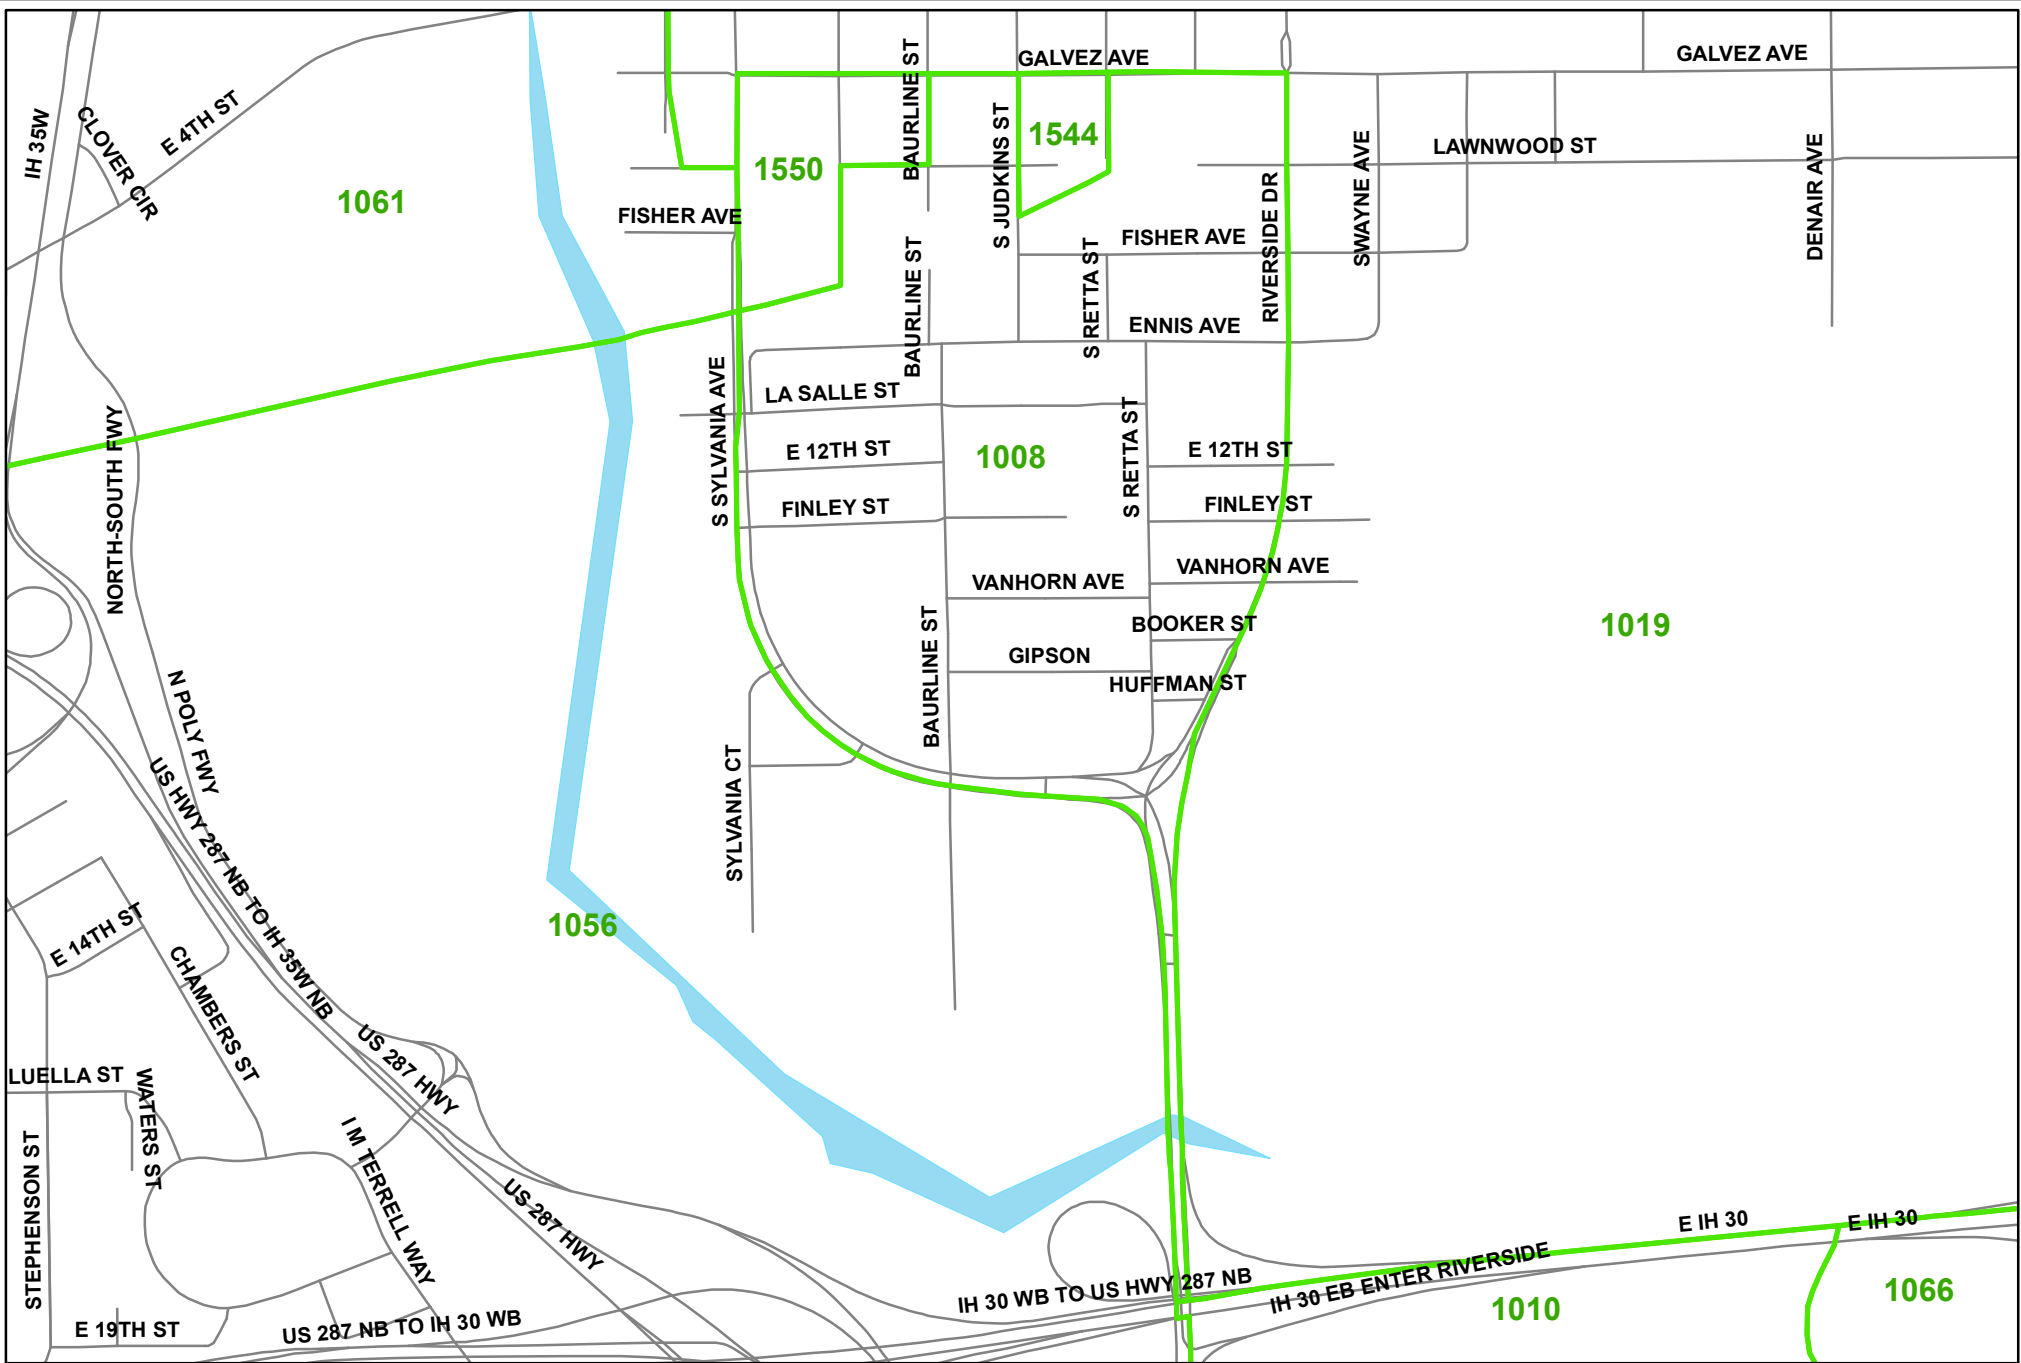 GALVEZ AVE
GALVEZ AVE
BAURLINE ST
IH 35W
CLOVER CIR
E 4TH ST
1544
S JUDKINS ST
LAWNWOOD ST
1550
SWAYNE AVE
DENAIR AVE
1061
FISHER AVE
RIVERSIDE DR
FISHER AVE
BAURLINE ST
S RETTA ST
ENNIS AVE
LA SALLE ST
S SYLVANIA AVE
NORTH-SOUTH FWY
E 12TH ST
1008
S RETTA ST
E 12TH ST
FINLEY ST
FINLEY ST
VANHORN AVE
VANHORN AVE
BOOKER ST
1019
GIPSON
HUFFMAN ST
BAURLINE ST
N POLY FWY
SYLVANIA CT
US HWY 287 NB TO IH 35W NB
1056
E 14TH ST
CHAMBERS ST
US 287 HWY
LUELLA ST
WATERS ST
I M TERRELL WAY
STEPHENSON ST
US 287 HWY
E IH 30
E IH 30
IH 30 WB TO US HWY 287 NB
IH 30 EB ENTER RIVERSIDE
1066
1010
E 19TH ST
US 287 NB TO IH 30 WB